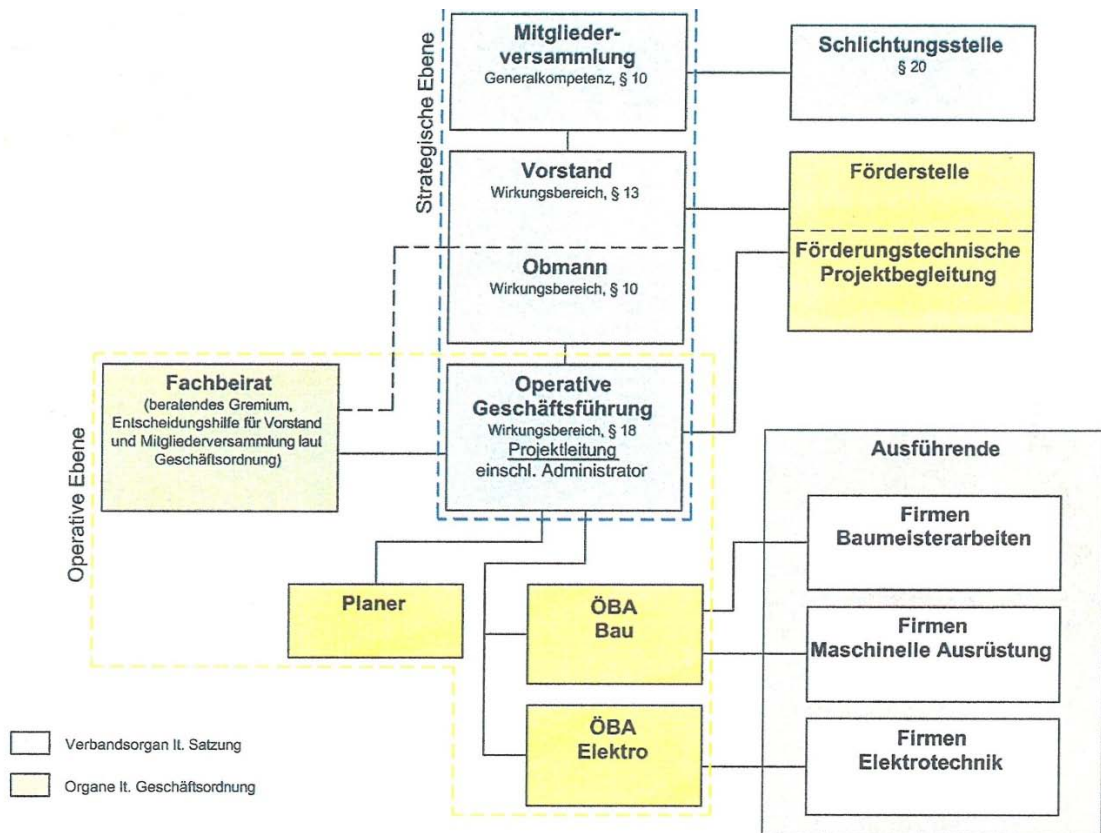 Strategische Ebene
Mitglieder-
versammlung
Generalkompetenz, § 10
Schlichtungsstelle
§ 20
Vorstand
Wirkungsbereich, § 13
Förderstelle
Obmann
Wirkungsbereich, § 10
Förderungstechnische
Projektbegleitung
Operative Ebene
Fachbeirat
(beratendes Gremium,
Entscheidungshilfe für Vorstand
und Mitgliederversammlung laut
Geschäftsordnung)
Operative
Geschäftsführung
Wirkungsbereich, § 18
Projektleitung
einschl. Administrator
Ausführende
Firmen
Baumeisterarbeiten
Planer
ÖBA
Bau
Firmen
Maschinelle Ausrüstung
ÖBA
Elektro
Firmen
Elektrotechnik
Verbandsorgan lt. Satzung
Organe lt. Geschäftsordnung